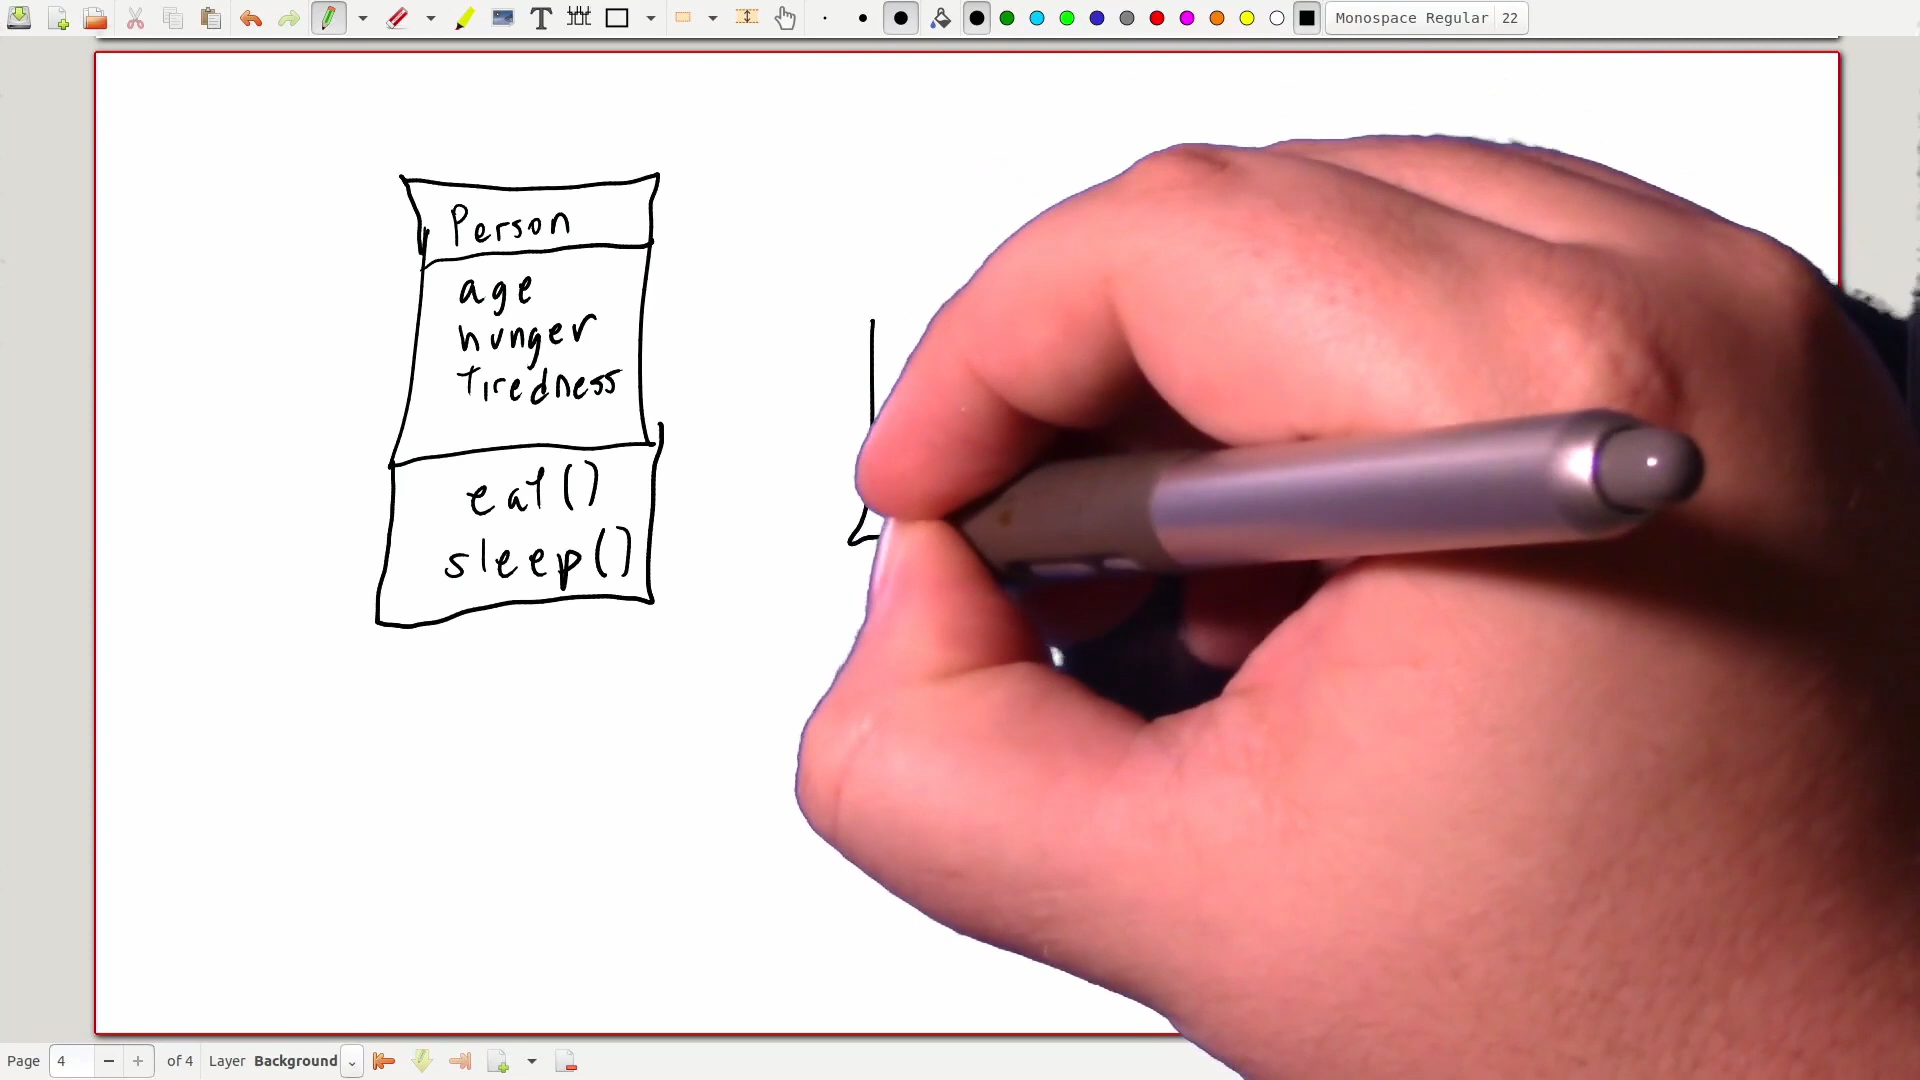 Monospace Regular 22
Person
age
hunger
tiredness
eat()
sleep()
Page 4 of 4 Layer Background